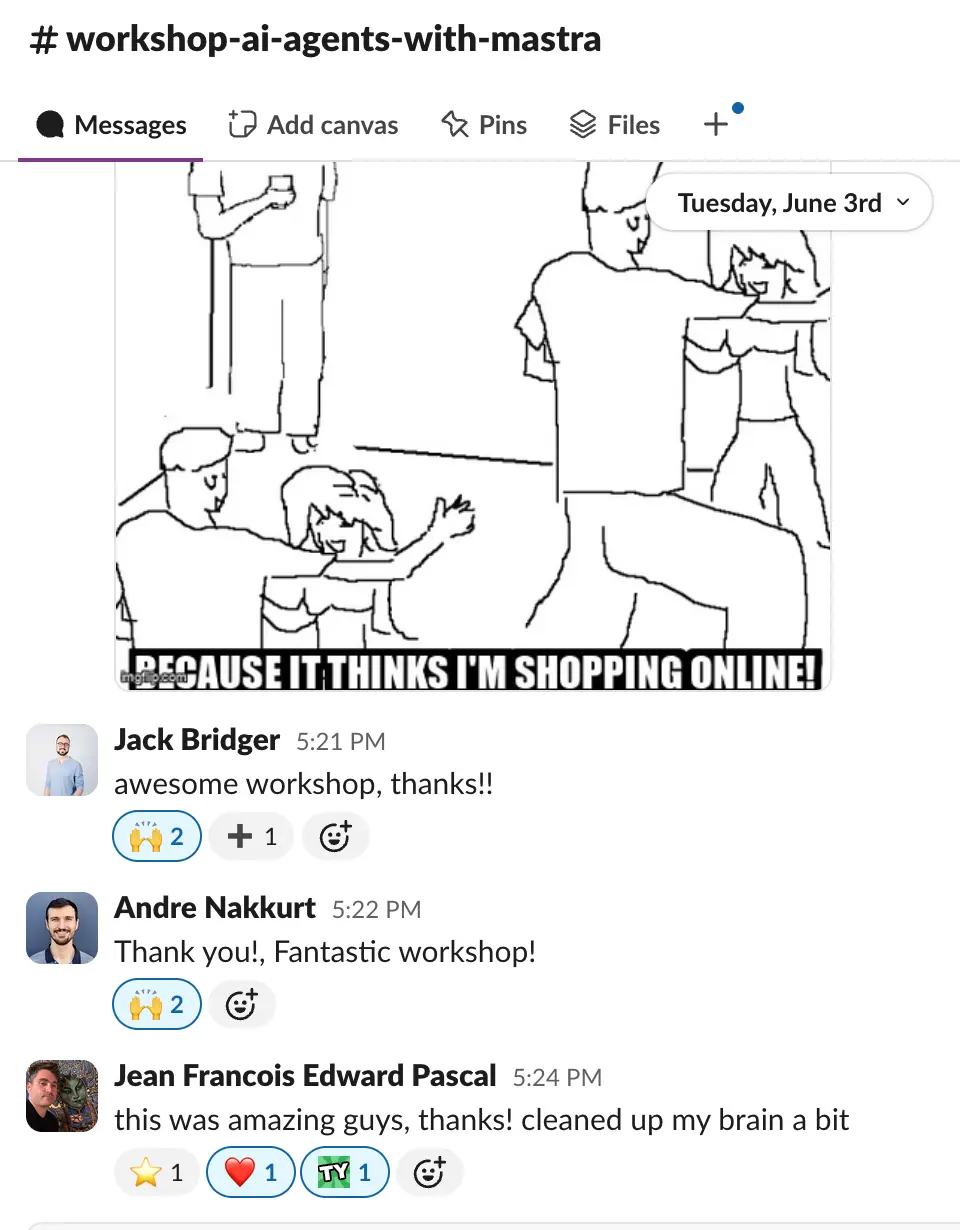 # workshop-ai-agents-with-mastra
Messages Add canvas Pins Files +
Tuesday, June 3rd
BECAUSE IT THINKS I'M SHOPPING ONLINE!
imgflip.com
Jack Bridger 5:21 PM
awesome workshop, thanks!!
🙌 2 ➕ 1
Andre Nakkurt 5:22 PM
Thank you!, Fantastic workshop!
🙌 2
Jean Francois Edward Pascal 5:24 PM
this was amazing guys, thanks! cleaned up my brain a bit
⭐ 1 ❤️ 1 TY 1